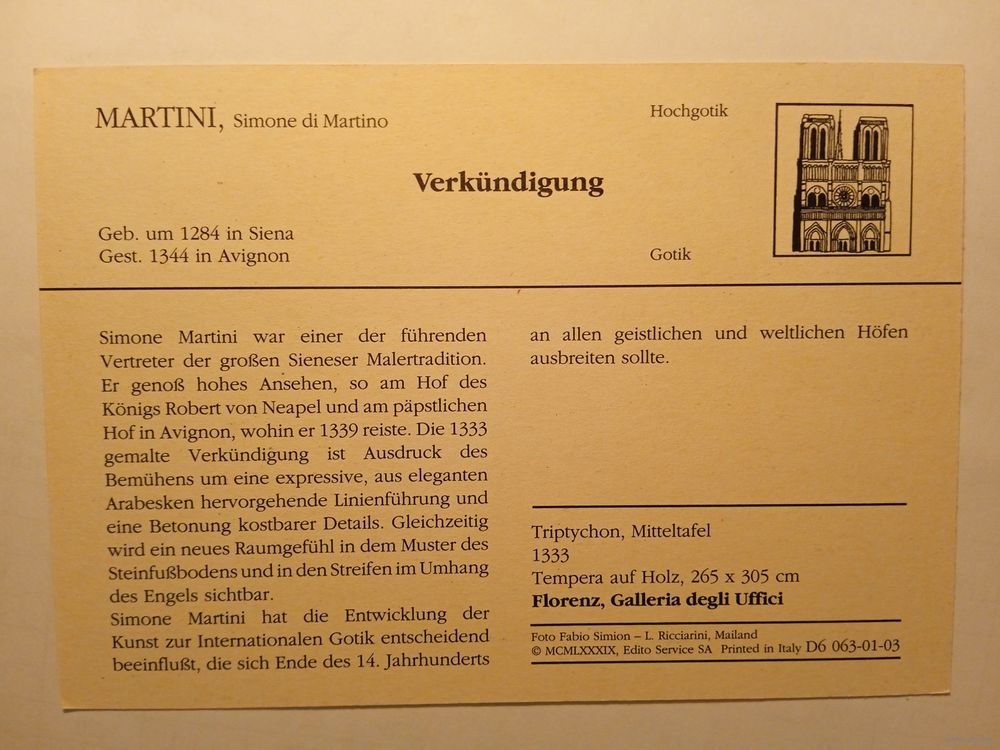 MARTINI, Simone di Martino
Hochgotik
Verkündigung
Geb. um 1284 in Siena
Gest. 1344 in Avignon
Gotik
Simone Martini war einer der führenden
Vertreter der großen Sieneser Malertradition.
Er genoß hohes Ansehen, so am Hof des
Königs Robert von Neapel und am päpstlichen
Hof in Avignon, wohin er 1339 reiste. Die 1333
gemalte Verkündigung ist Ausdruck des
Bemühens um eine expressive, aus eleganten
Arabesken hervorgehende Linienführung und
eine Betonung kostbarer Details. Gleichzeitig
wird ein neues Raumgefühl in dem Muster des
Steinfußbodens und in den Streifen im Umhang
des Engels sichtbar.
Simone Martini hat die Entwicklung der
Kunst zur Internationalen Gotik entscheidend
beeinflußt, die sich Ende des 14. Jahrhunderts
an allen geistlichen und weltlichen Höfen
ausbreiten sollte.
Triptychon, Mitteltafel
1333
Tempera auf Holz, 265 x 305 cm
Florenz, Galleria degli Uffici
Foto Fabio Simion – L. Ricciarini, Mailand
© MCMLXXXIX, Edito Service SA Printed in Italy D6 063-01-03